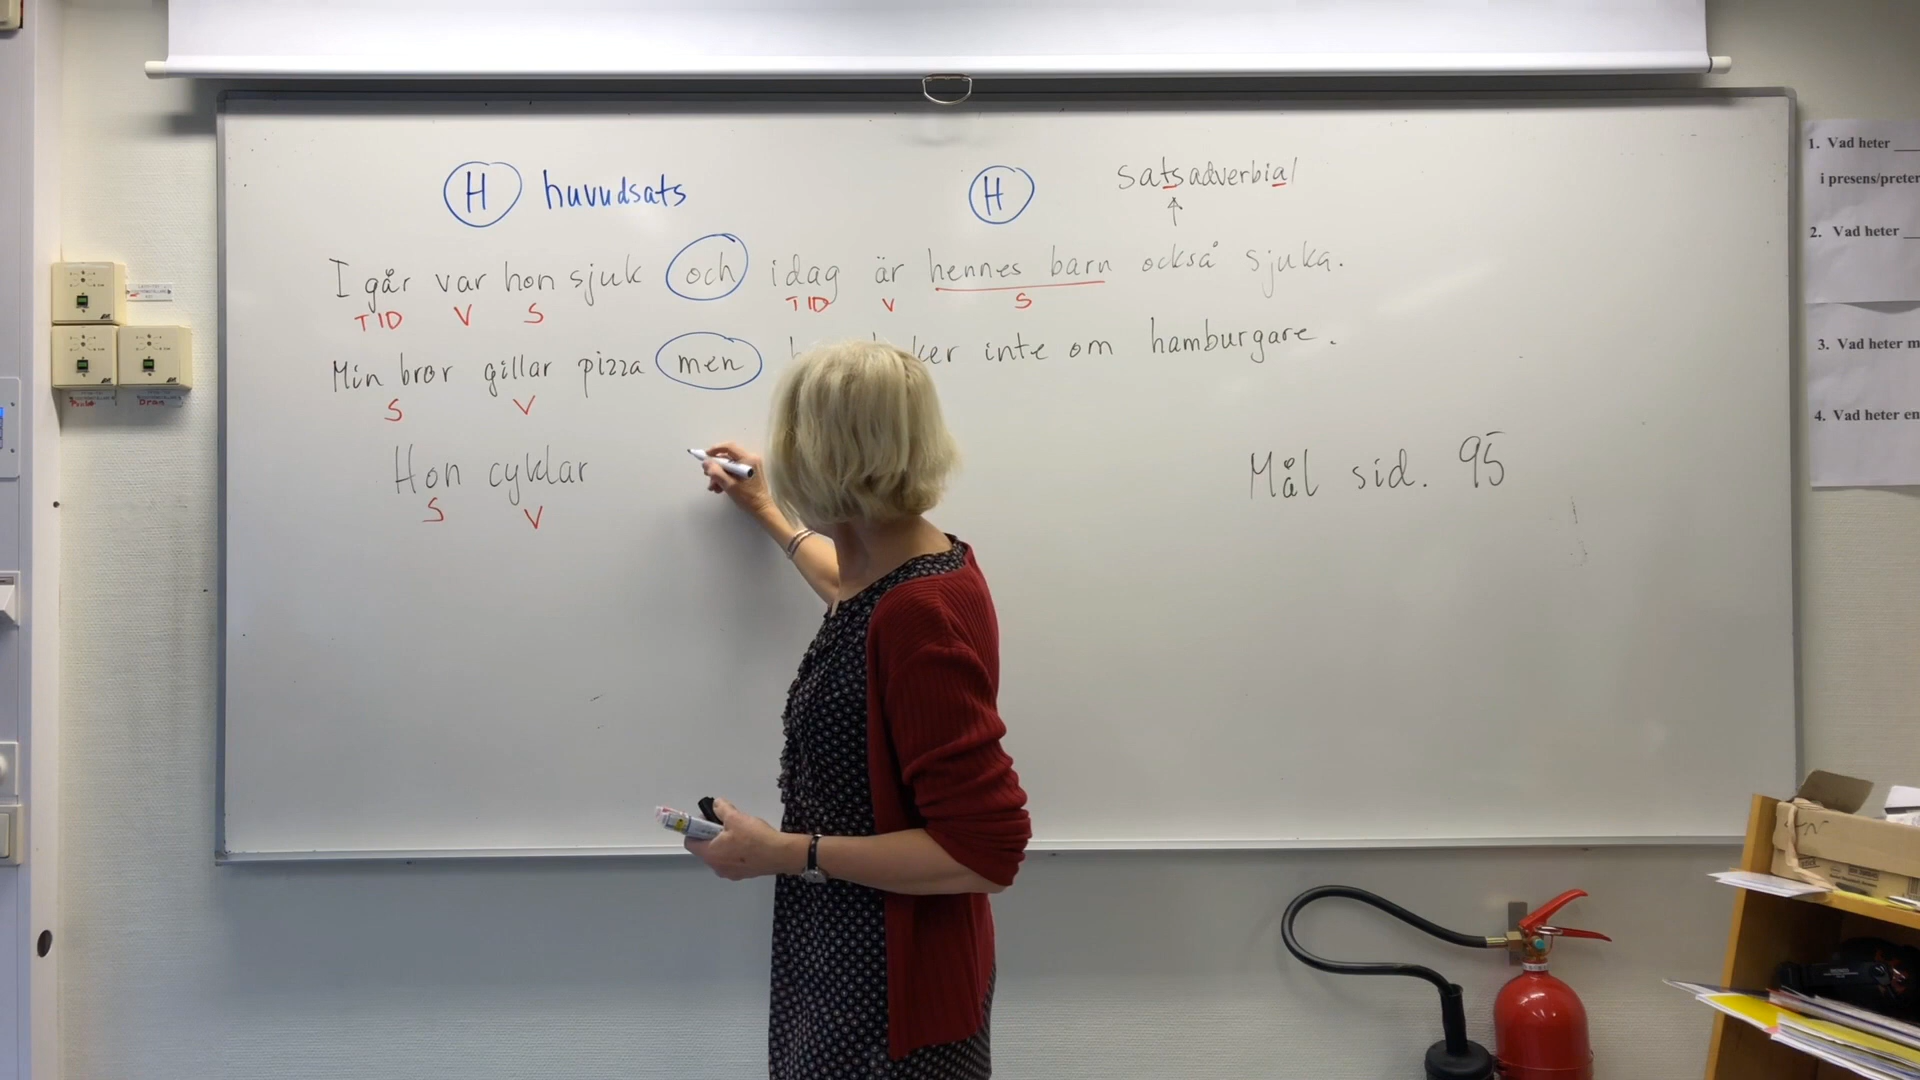 H huvudsats H satsadverbial
I går var hon sjuk och idag är hennes barn också sjuka.
TID V S TID V S
Min bror gillar pizza men inte om hamburgare.
S V
Hon cyklar
S V
Mål sid. 95
1. Vad heter
i presens/preter
2. Vad heter
3. Vad heter
4. Vad heter en